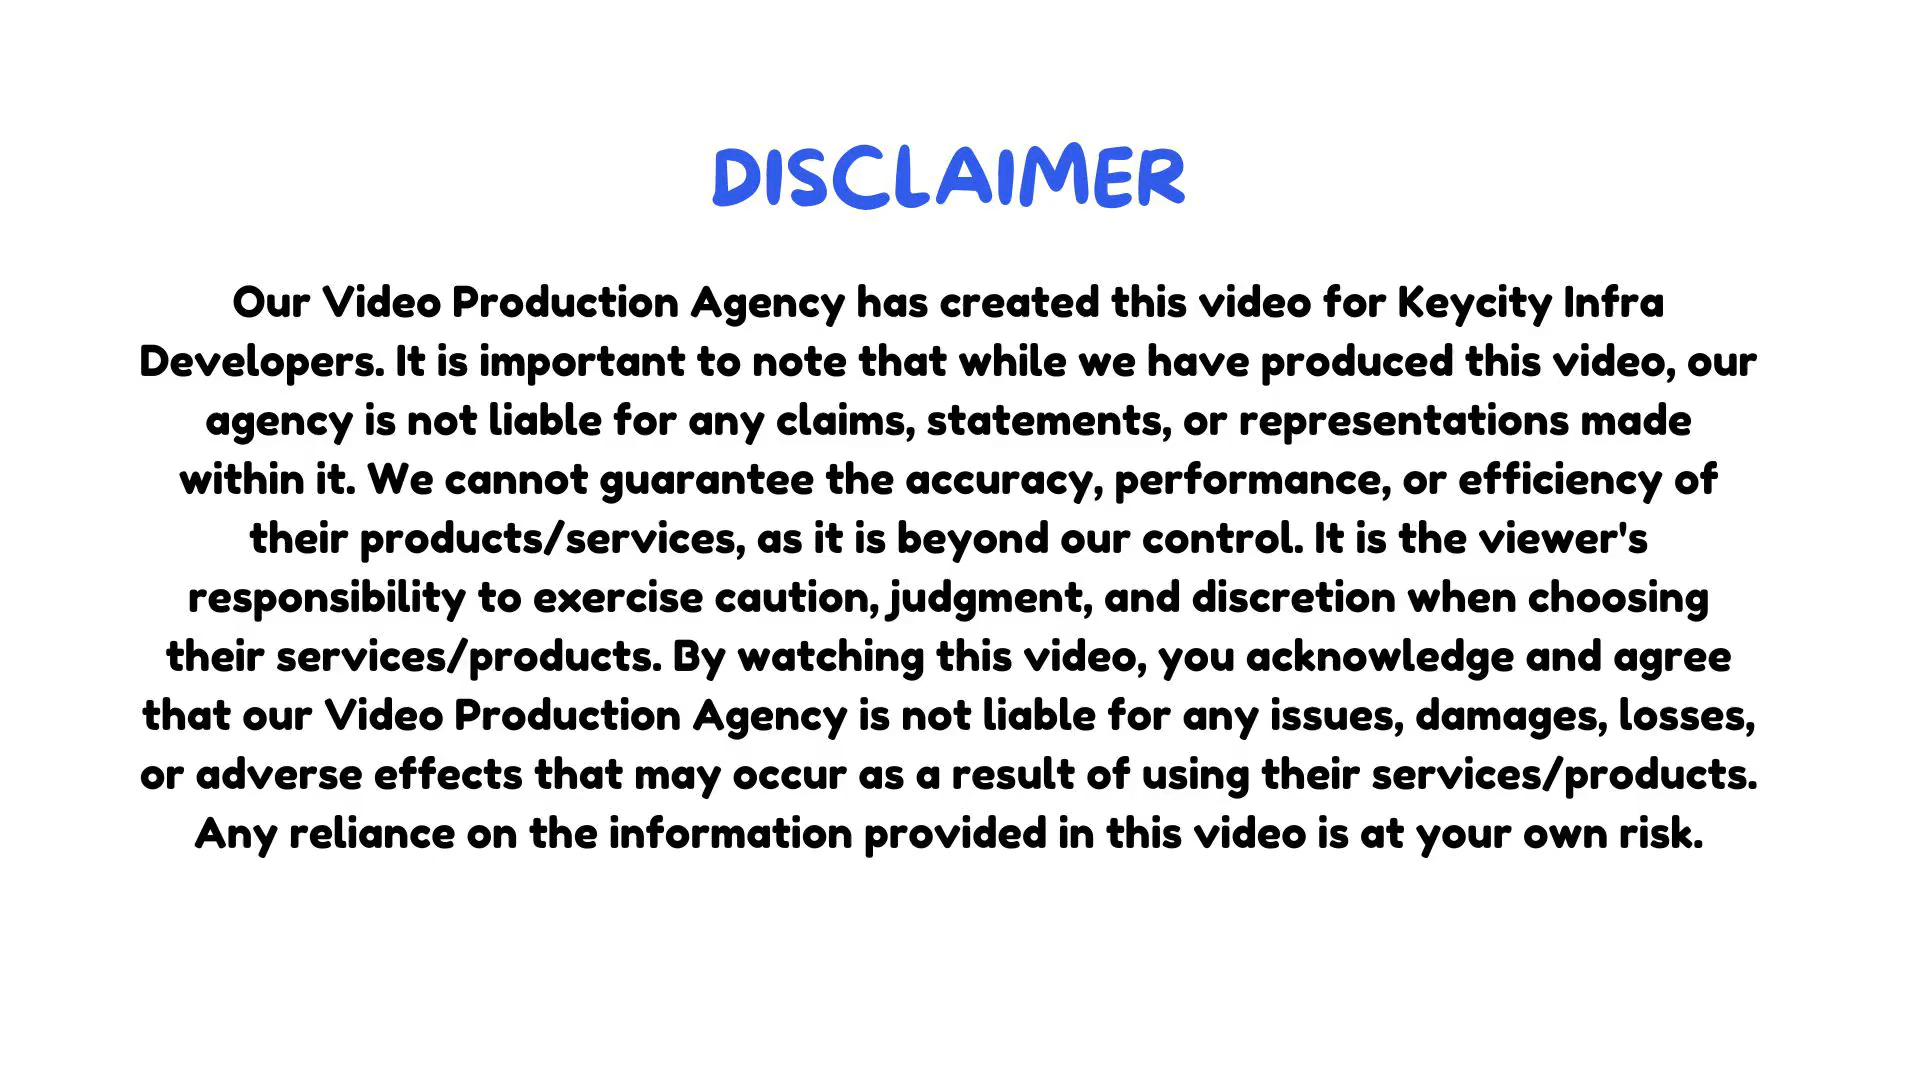 DISCLAIMER
Our Video Production Agency has created this video for Keycity Infra
Developers. It is important to note that while we have produced this video, our
agency is not liable for any claims, statements, or representations made
within it. We cannot guarantee the accuracy, performance, or efficiency of
their products/services, as it is beyond our control. It is the viewer's
responsibility to exercise caution, judgment, and discretion when choosing
their services/products. By watching this video, you acknowledge and agree
that our Video Production Agency is not liable for any issues, damages, losses,
or adverse effects that may occur as a result of using their services/products.
Any reliance on the information provided in this video is at your own risk.